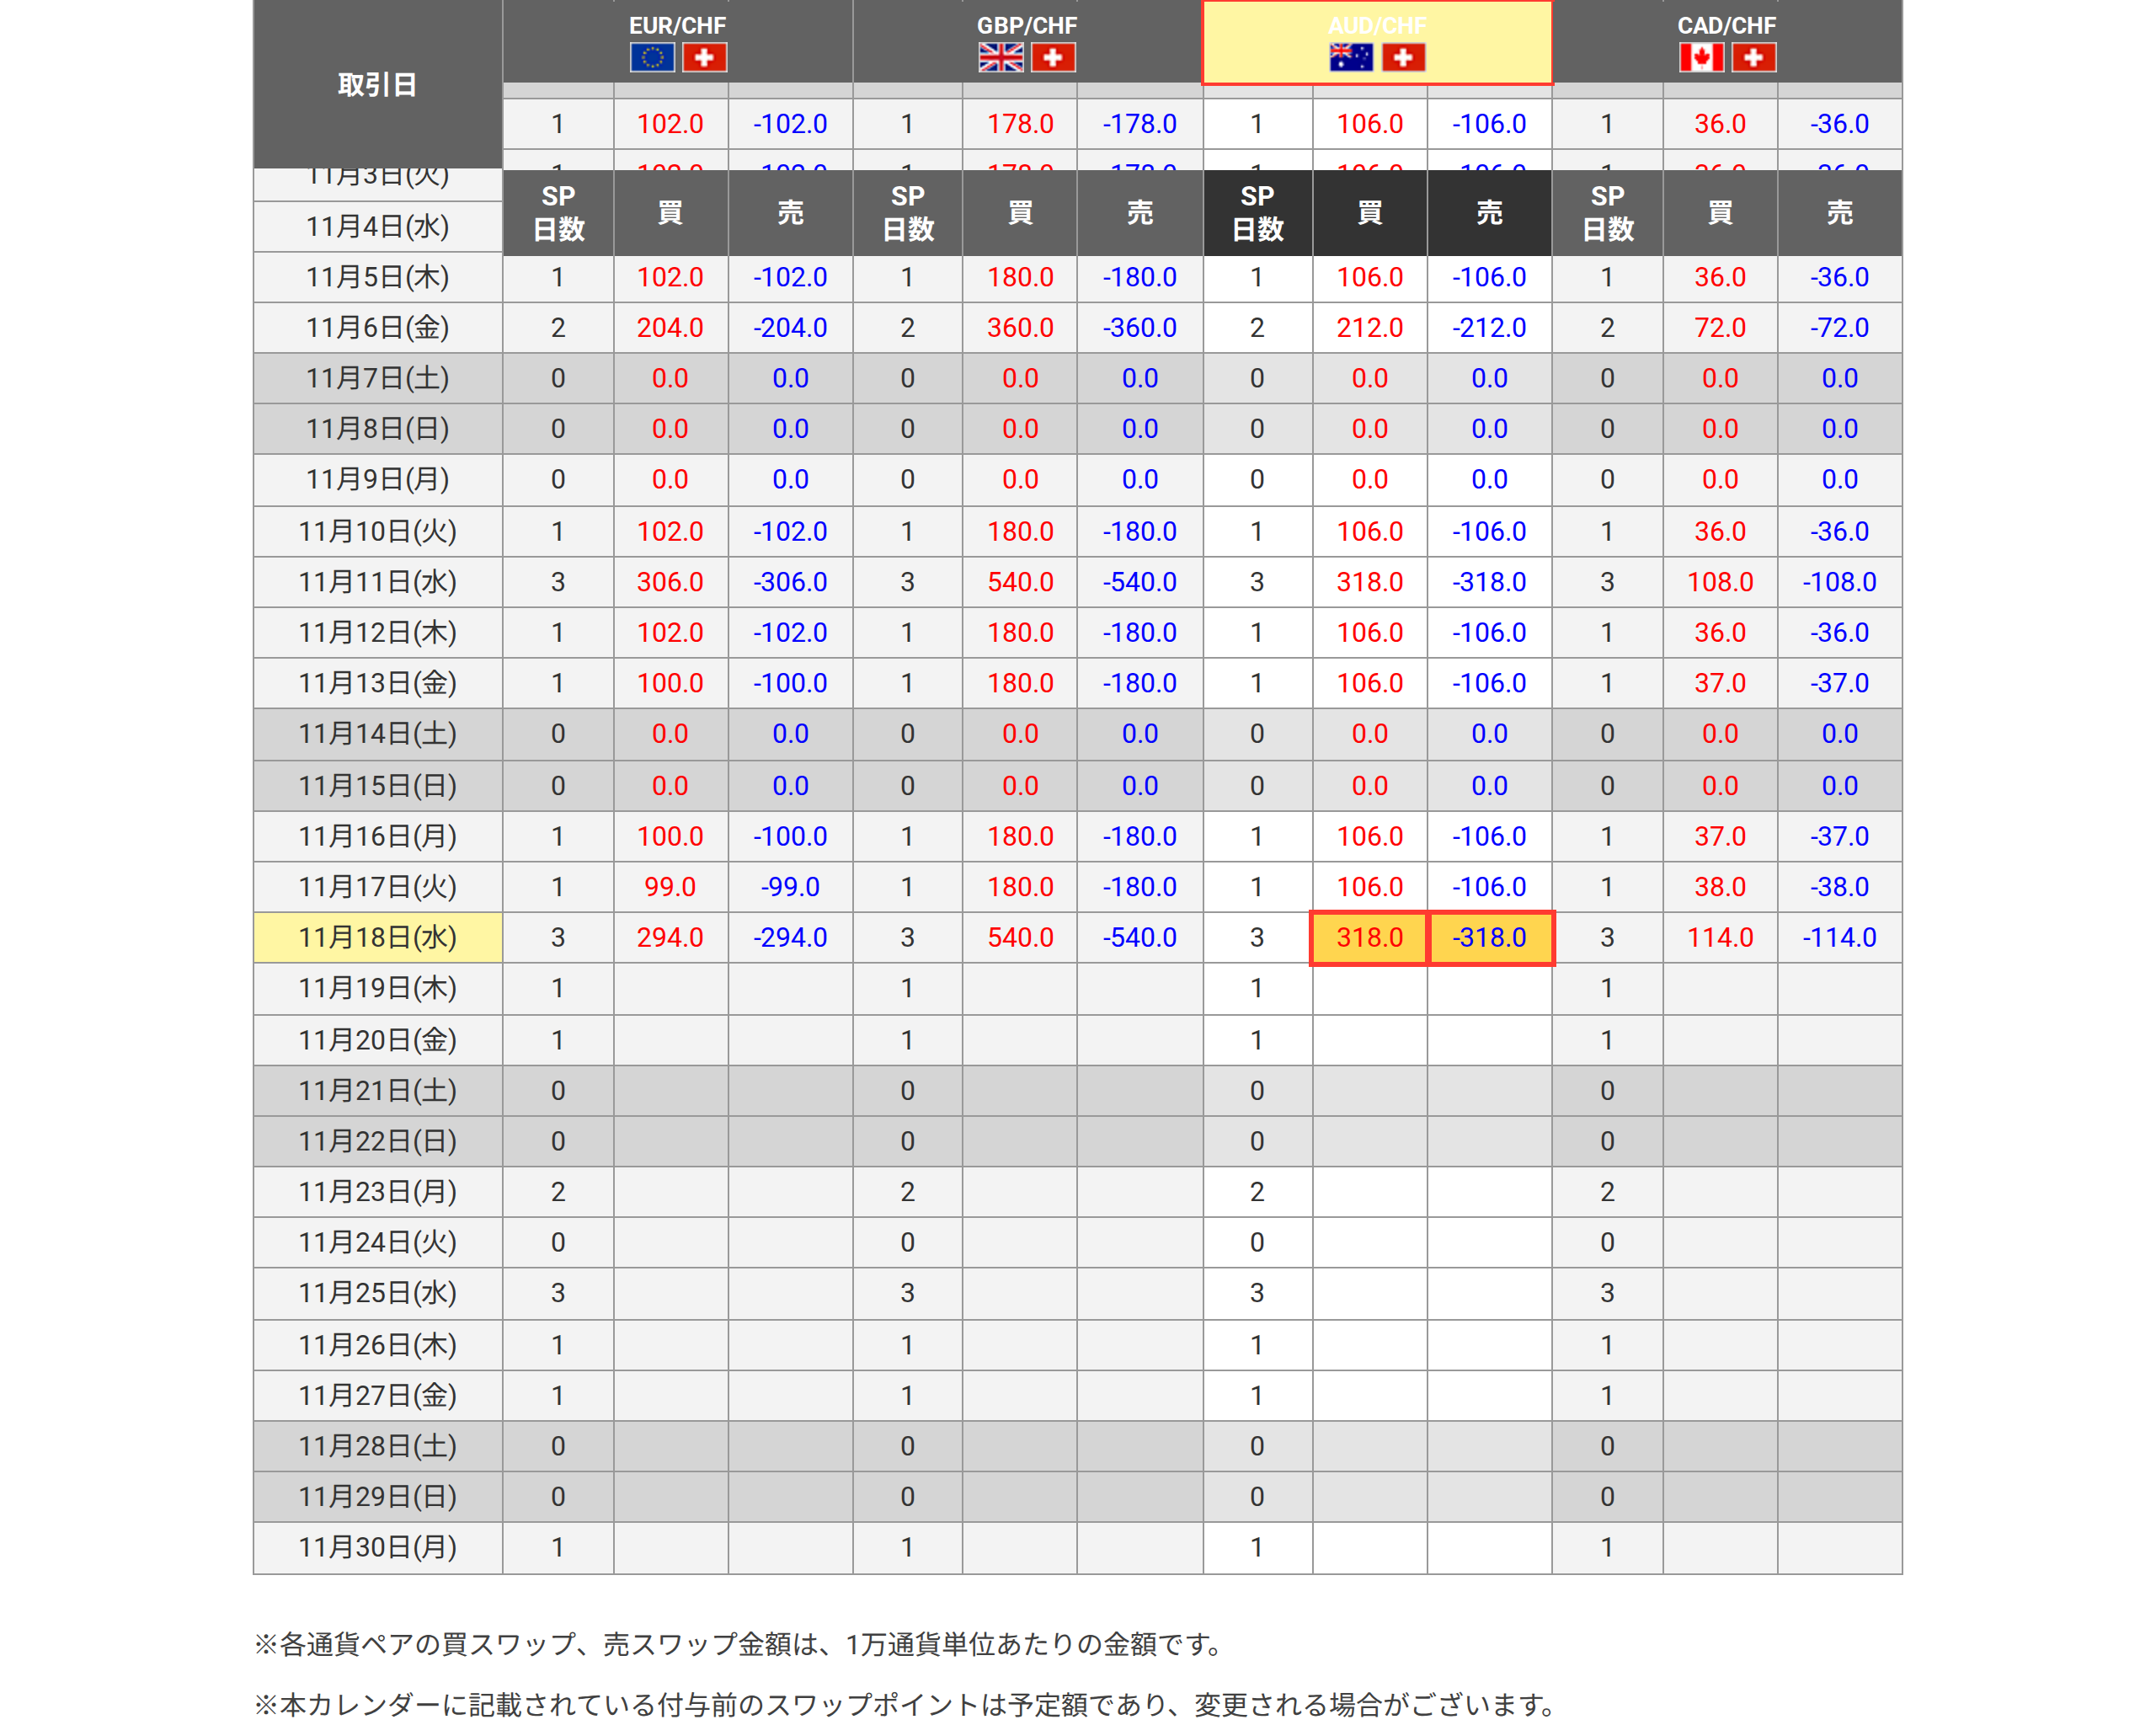 取引日 EUR/CHF GBP/CHF AUD/CHF CAD/CHF
1 102.0 -102.0 1 178.0 -178.0 1 106.0 -106.0 1 36.0 -36.0
11月3日(火)
SP日数 買 売 SP日数 買 売 SP日数 買 売 SP日数 買 売
11月4日(水)
11月5日(木) 1 102.0 -102.0 1 180.0 -180.0 1 106.0 -106.0 1 36.0 -36.0
11月6日(金) 2 204.0 -204.0 2 360.0 -360.0 2 212.0 -212.0 2 72.0 -72.0
11月7日(土) 0 0.0 0.0 0 0.0 0.0 0 0.0 0.0 0 0.0 0.0
11月8日(日) 0 0.0 0.0 0 0.0 0.0 0 0.0 0.0 0 0.0 0.0
11月9日(月) 0 0.0 0.0 0 0.0 0.0 0 0.0 0.0 0 0.0 0.0
11月10日(火) 1 102.0 -102.0 1 180.0 -180.0 1 106.0 -106.0 1 36.0 -36.0
11月11日(水) 3 306.0 -306.0 3 540.0 -540.0 3 318.0 -318.0 3 108.0 -108.0
11月12日(木) 1 102.0 -102.0 1 180.0 -180.0 1 106.0 -106.0 1 36.0 -36.0
11月13日(金) 1 100.0 -100.0 1 180.0 -180.0 1 106.0 -106.0 1 37.0 -37.0
11月14日(土) 0 0.0 0.0 0 0.0 0.0 0 0.0 0.0 0 0.0 0.0
11月15日(日) 0 0.0 0.0 0 0.0 0.0 0 0.0 0.0 0 0.0 0.0
11月16日(月) 1 100.0 -100.0 1 180.0 -180.0 1 106.0 -106.0 1 37.0 -37.0
11月17日(火) 1 99.0 -99.0 1 180.0 -180.0 1 106.0 -106.0 1 38.0 -38.0
11月18日(水) 3 294.0 -294.0 3 540.0 -540.0 3 318.0 -318.0 3 114.0 -114.0
11月19日(木) 1 1 1 1
11月20日(金) 1 1 1 1
11月21日(土) 0 0 0 0
11月22日(日) 0 0 0 0
11月23日(月) 2 2 2 2
11月24日(火) 0 0 0 0
11月25日(水) 3 3 3 3
11月26日(木) 1 1 1 1
11月27日(金) 1 1 1 1
11月28日(土) 0 0 0 0
11月29日(日) 0 0 0 0
11月30日(月) 1 1 1 1
※各通貨ペアの買スワップ、売スワップ金額は、1万通貨単位あたりの金額です。
※本カレンダーに記載されている付与前のスワップポイントは予定額であり、変更される場合がございます。